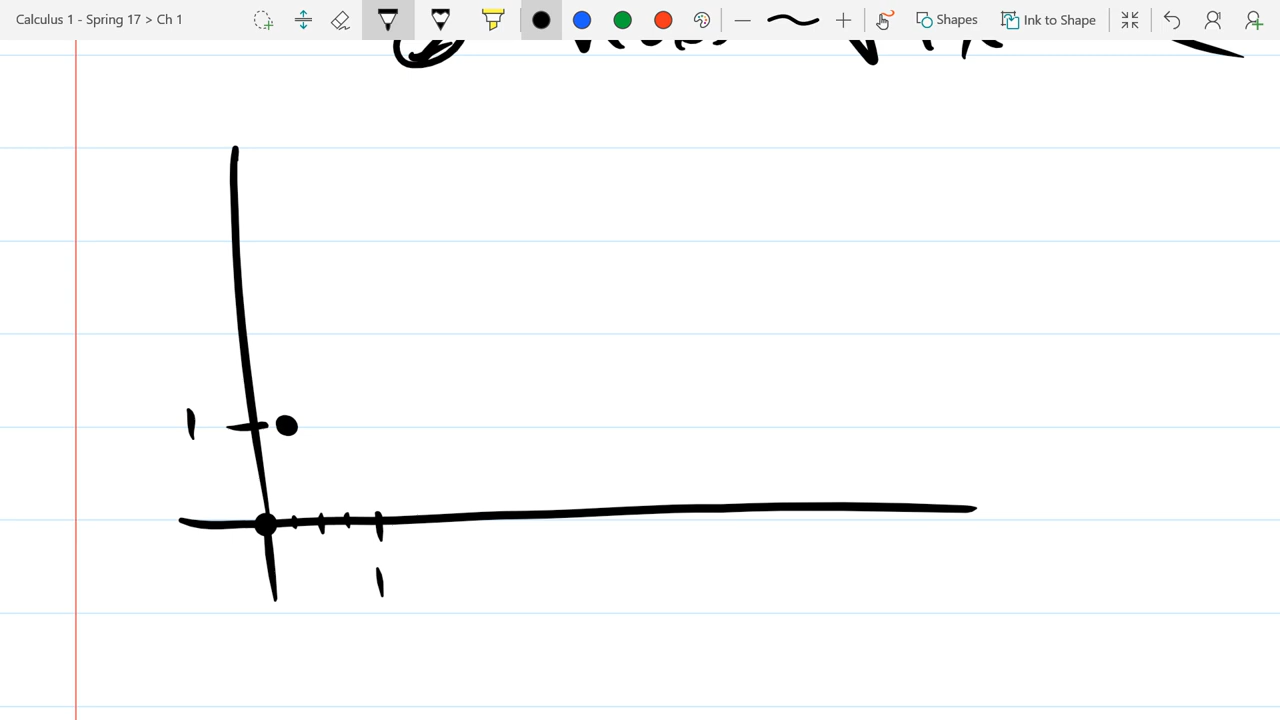 Calculus 1 - Spring 17 > Ch 1
Shapes
Ink to Shape
1
1